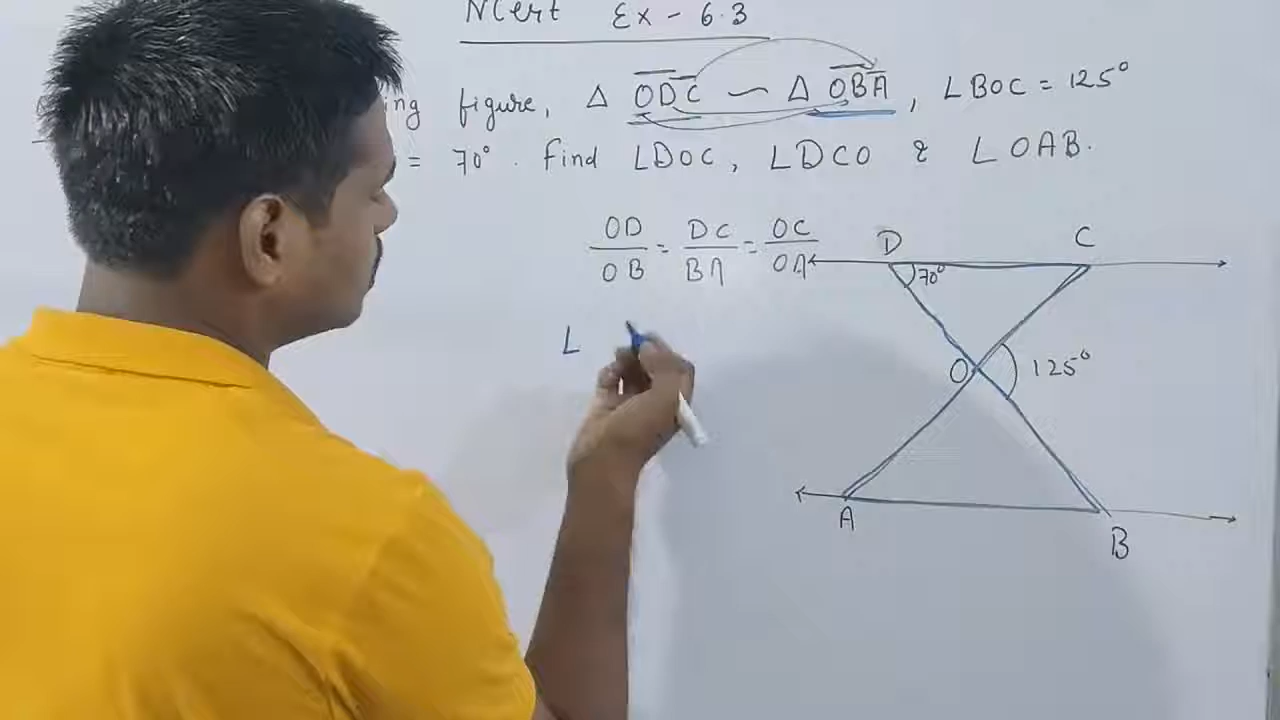 NCert Ex - 6.3
ing figure, Δ ODC ~ Δ OBA, ∠BOC = 125°
= 70°. Find ∠DOC, ∠DCO & ∠OAB.
OD/OB = DC/BA = OC/OA
D C
70°
∠
O 125°
A
B